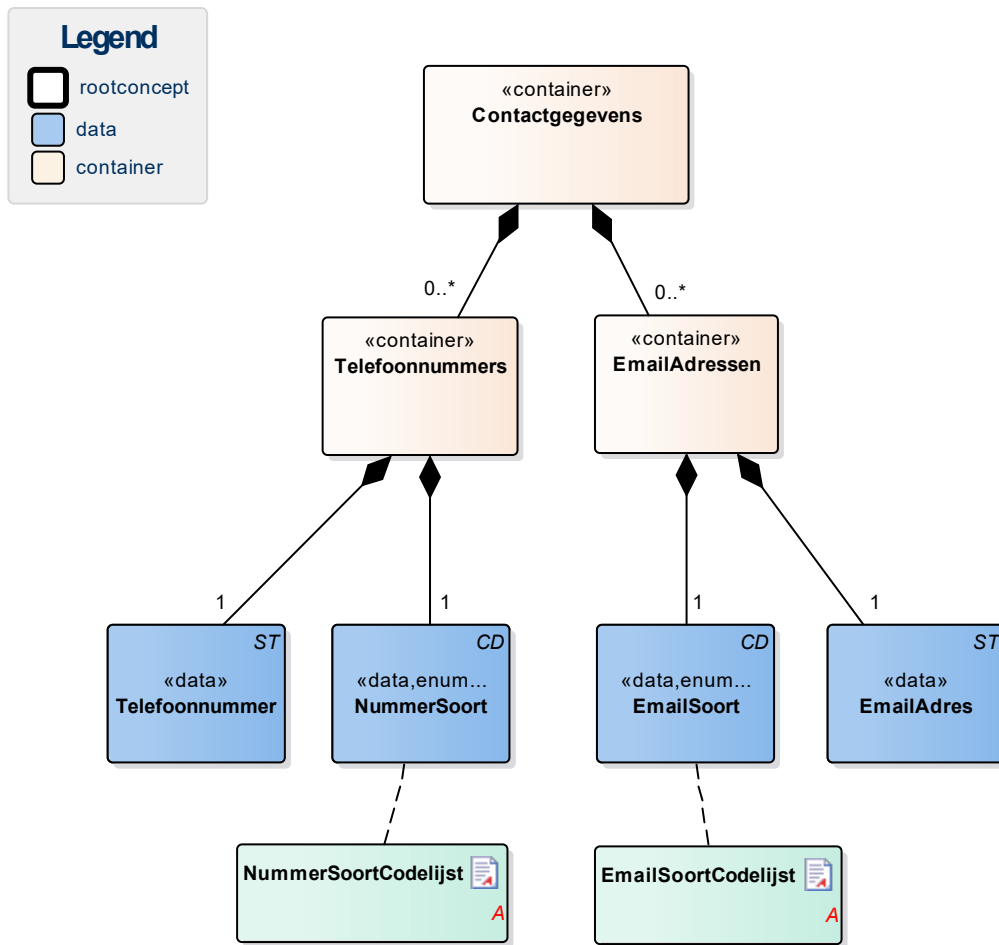 Legend
rootconcept
data
container
«container»
Contactgegevens
0..*
0..*
«container»
Telefoonnummers
«container»
EmailAdressen
1
1
1
1
ST
«data»
Telefoonnummer
CD
«data,enum...
NummerSoort
CD
«data,enum...
EmailSoort
ST
«data»
EmailAdres
NummerSoortCodelijst
A
A
EmailSoortCodelijst
A
A